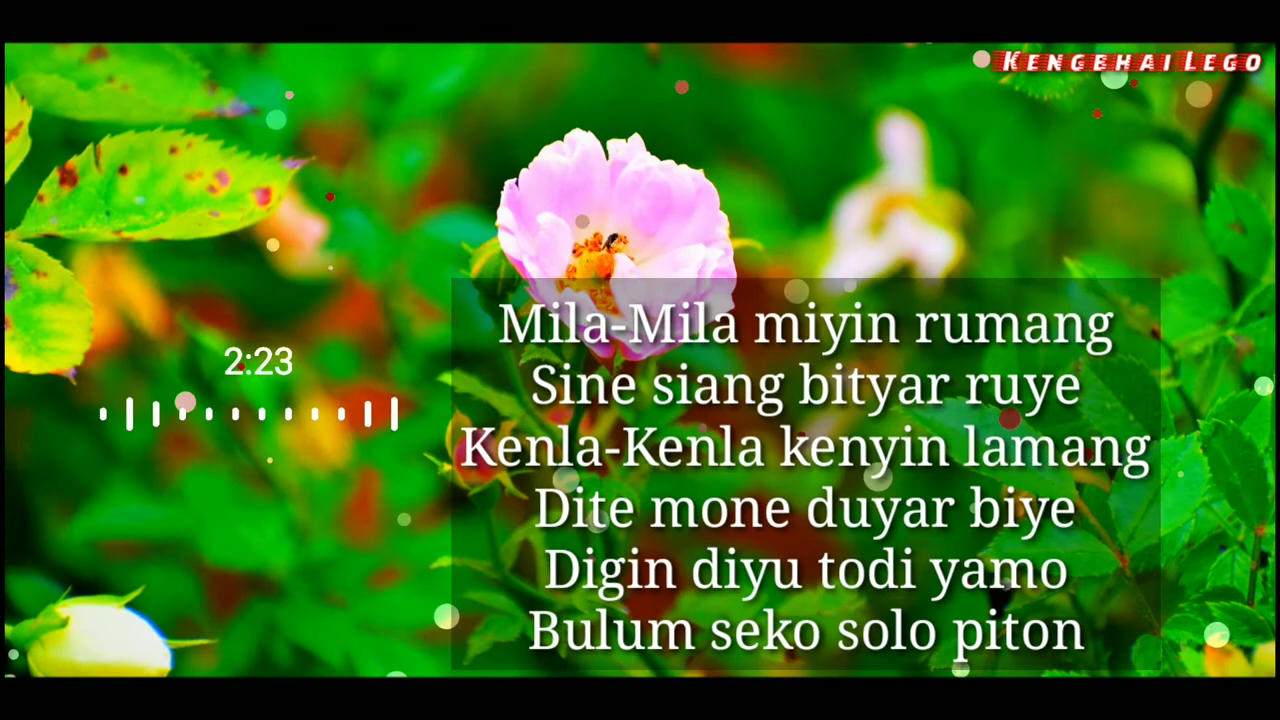 KENGEHAI LEGO
Mila-Mila miyin rumang
Sine siang bityar ruye
2:23
Kenla-Kenla kenyin lamang
Dite mone duyar biye
Digin diyu todi yamo
Bulum seko solo piton